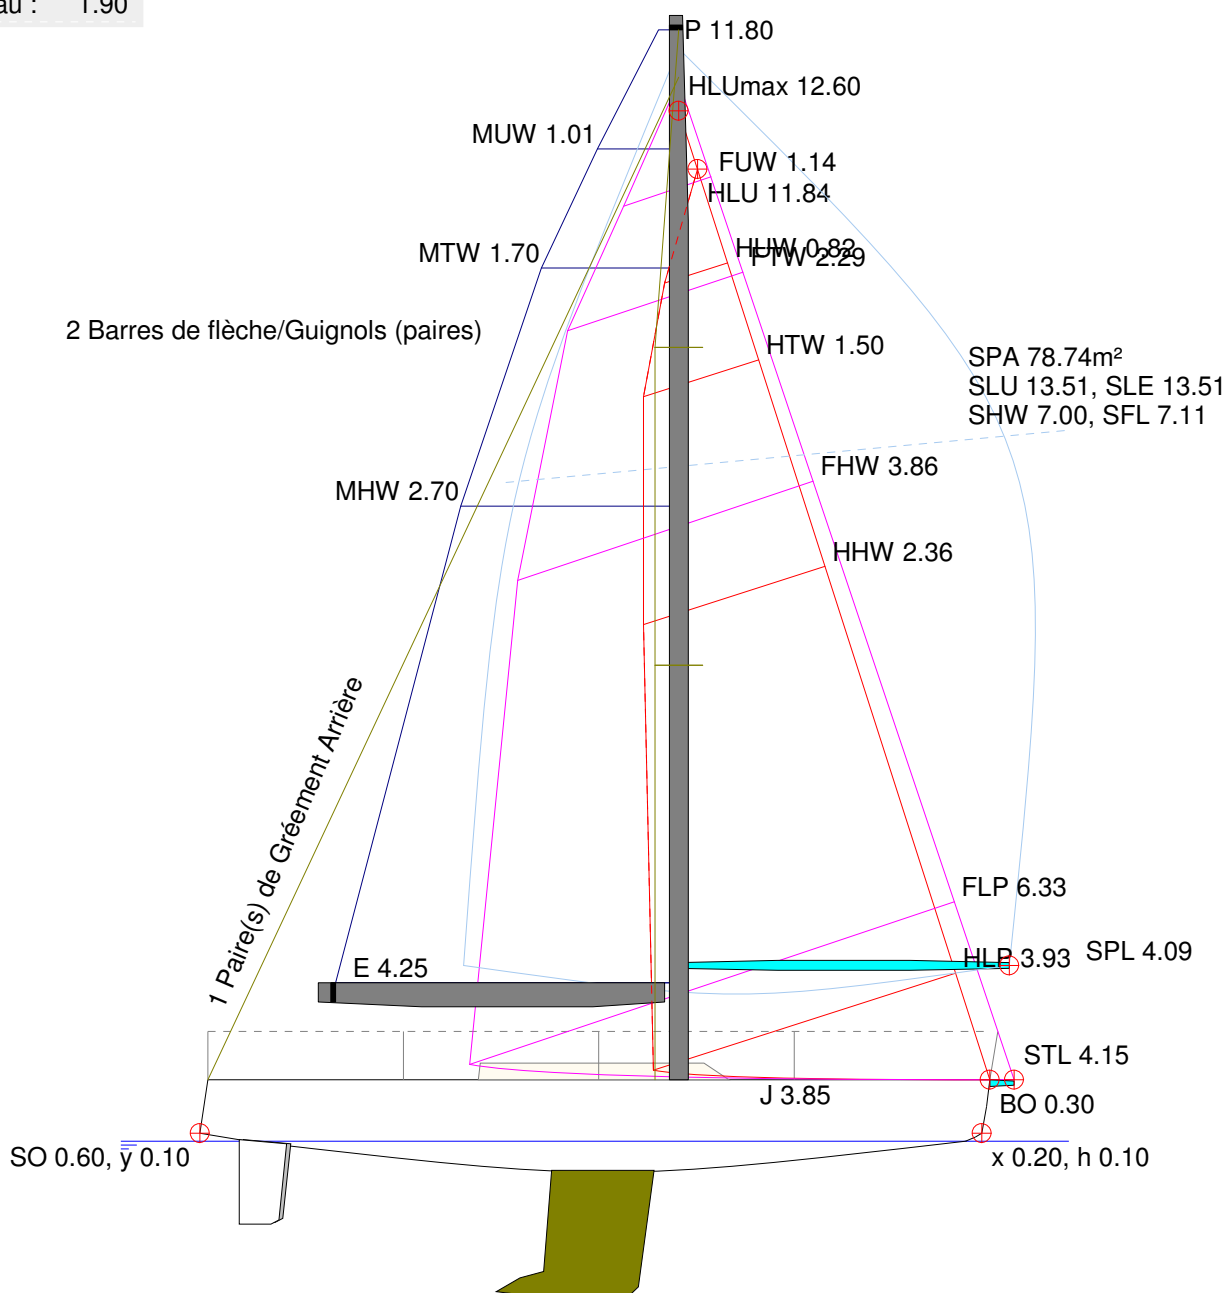 au : 1.90
P 11.80
HLUmax 12.60
MUW 1.01
FUW 1.14
HLU 11.84
MTW 1.70
HUW 0.82
FTW 2.29
2 Barres de flèche/Guignols (paires)
HTW 1.50
SPA 78.74m²
SLU 13.51, SLE 13.51
SHW 7.00, SFL 7.11
FHW 3.86
MHW 2.70
HHW 2.36
1 Paire(s) de Gréement Arrière
FLP 6.33
HLP 3.93
SPL 4.09
E 4.25
STL 4.15
J 3.85
BO 0.30
SO 0.60, y 0.10
x 0.20, h 0.10